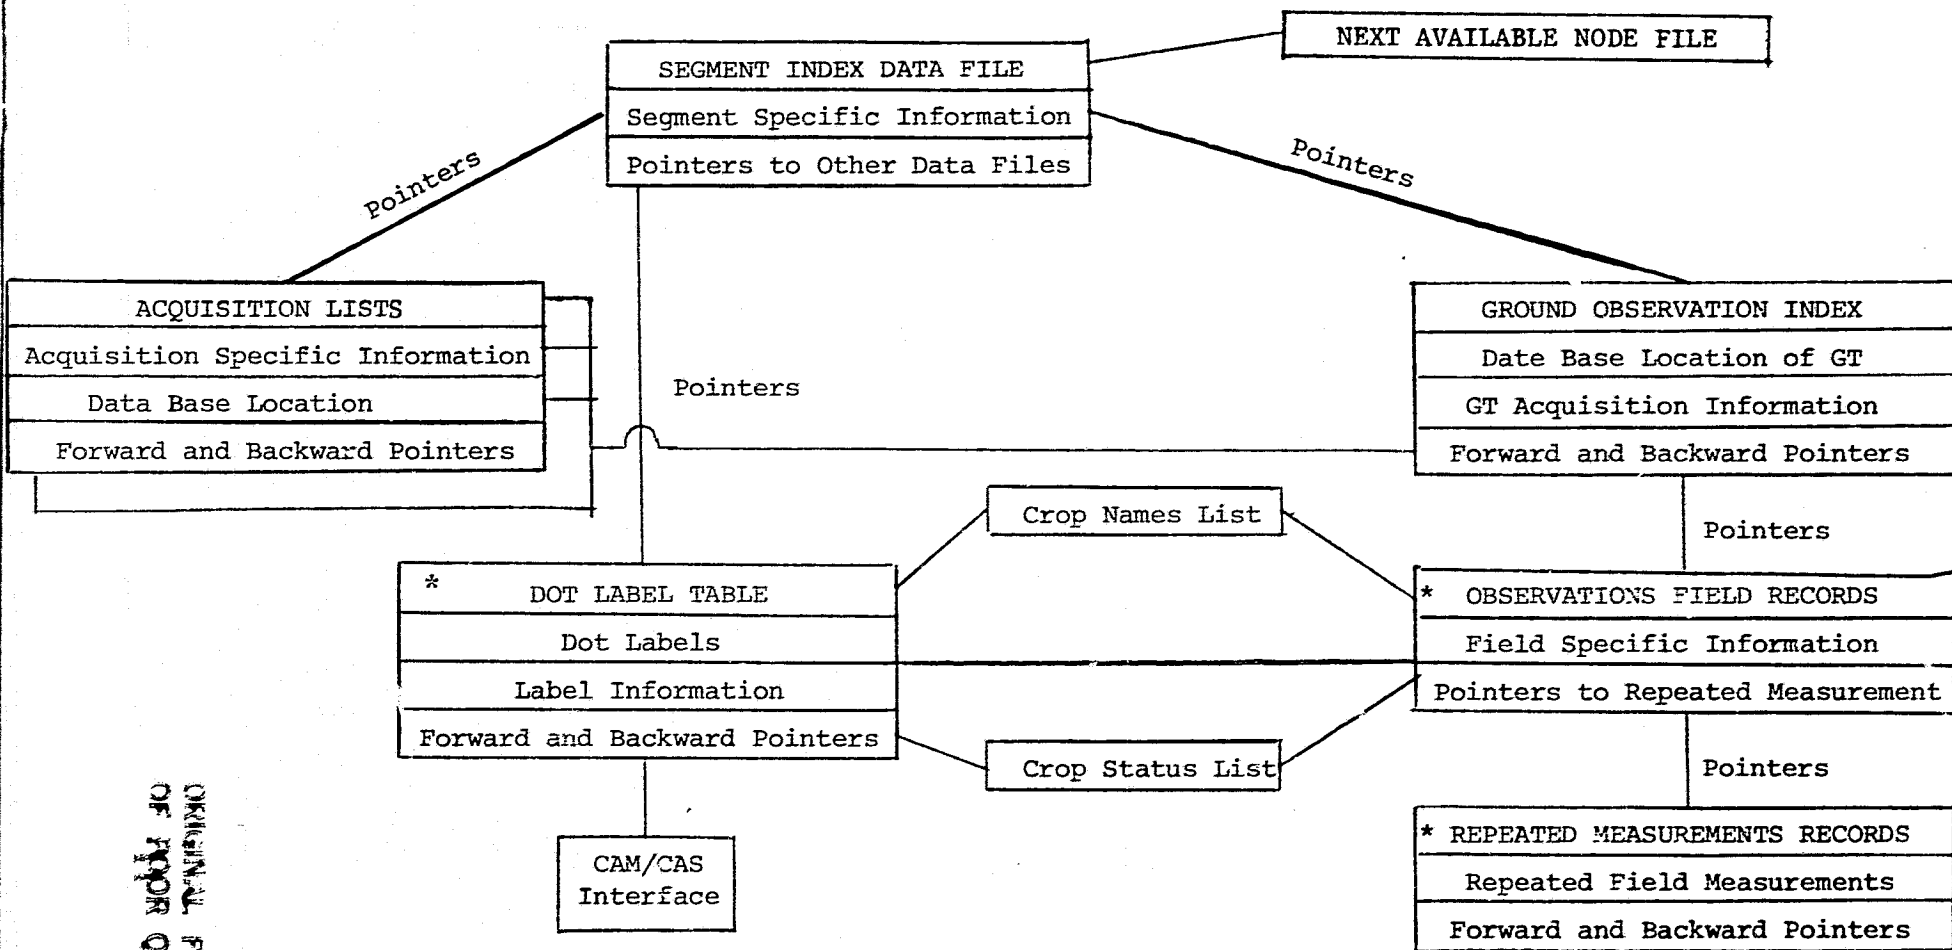 NEXT AVAILABLE NODE FILE
SEGMENT INDEX DATA FILE
Segment Specific Information
Pointers to Other Data Files
Pointers
Pointers
ACQUISITION LISTS
Acquisition Specific Information
Data Base Location
Forward and Backward Pointers
Pointers
GROUND OBSERVATION INDEX
Date Base Location of GT
GT Acquisition Information
Forward and Backward Pointers
Pointers
Crop Names List
* DOT LABEL TABLE
Dot Labels
Label Information
Forward and Backward Pointers
* OBSERVATIONS FIELD RECORDS
Field Specific Information
Pointers to Repeated Measurement
Crop Status List
Pointers
CAM/CAS
Interface
* REPEATED MEASUREMENTS RECORDS
Repeated Field Measurements
Forward and Backward Pointers
ORIGINAL
OF POOR